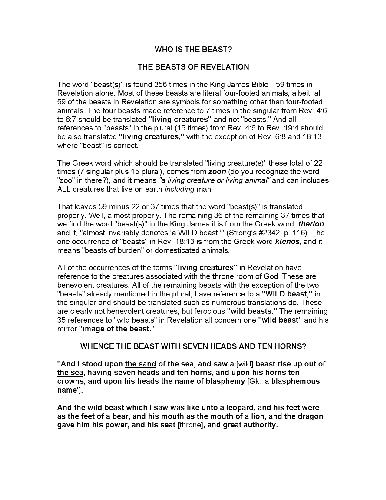 WHO IS THE BEAST?
THE BEASTS OF REVELATION
The word "beast(s)" is found 356 times in the King James Bible - 59 times in
Revelation alone. Most of these beasts are literal four-footed animals, but all
59 of the beasts in Revelation are symbols for something other than four-footed
animals. The four beasts made reference to 7 times in the singular from Rev. 4:6
to 6:7 should be translated "living creatures" and not "beasts." And all
references to "beasts" in the plural (15 times) from Rev. 4:6 to Rev. 19:4 should
be also translated "living creatures," with the exception of Rev. 6:8 and 18:13
where "beast" is correct.
The Greek word which should be translated "living creature(s)" these total of 22
times (7 singular plus 15 plural), comes from zoon (do you recognize the word
"zoo" in there?), and it means "a living creature or living animal" and can includes
ALL creatures that live on earth including man.
That leaves 59 minus 22 or 37 times that the word "beast(s)" is translated
properly. Well, almost properly. The remaining 36 of the remaining 37 times that
we find the word "beast(s)" in the King James it is from the Greek word, therion
and it, "almost invariably denotes 'a WILD beast'" (Strong's #2342, p. 116). The
one occurrence of "beasts" in Rev. 18:13 is from the Greek word ktenos, and it
means "beasts of burden" or domesticated animals.
All of the occurrences of the terms "living creatures" in Revelation have
reference to the creatures associated with the throne room of God. These are
benevolent creatures. All of the remaining beasts with the exception of the two
"beasts" already mentioned in the plural, have reference to a "WILD beast," in
the singular and should be translated such as numerous translations do. These
are clearly not benevolent creatures, but ferocious "wild beasts." The remaining
35 references to "wild beasts" in Revelation all concern one "wild beast" and his
mirror "image of the beast."
WHENCE THE BEAST WITH SEVEN HEADS AND TEN HORNS?
"And I stood upon the sand of the sea, and saw a [wild] beast rise up out of
the sea, having seven heads and ten horns, and upon his horns ten
crowns, and upon his heads the name of blasphemy [Gk: a blasphemous
name"].
And the wild beast which I saw was like unto a leopard, and his feet were
as the feet of a bear, and his mouth as the mouth of a lion, and the dragon
gave him his power, and his seat [throne], and great authority.